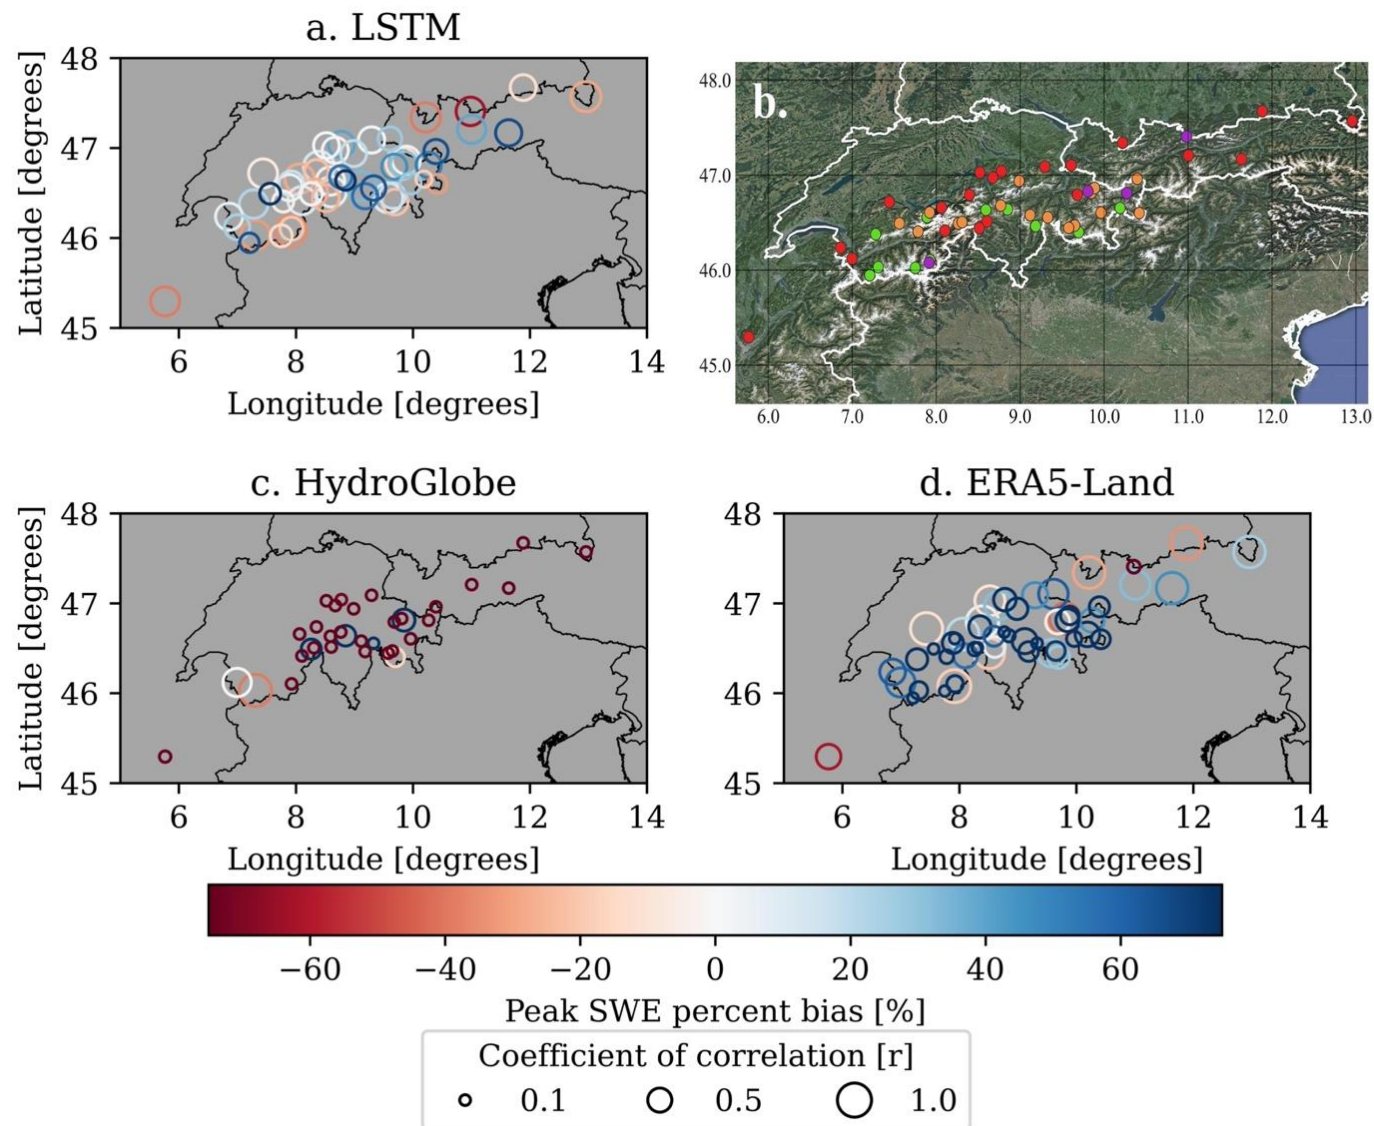 a. LSTM
48
47
46
45
Latitude [degrees]
6 8 10 12 14
Longitude [degrees]
b.
48.0
47.0
46.0
45.0
6.0 7.0 8.0 9.0 10.0 11.0 12.0 13.0
c. HydroGlobe
48
47
46
45
Latitude [degrees]
6 8 10 12 14
Longitude [degrees]
d. ERA5-Land
48
47
46
45
6 8 10 12 14
Longitude [degrees]
−60 −40 −20 0 20 40 60
Peak SWE percent bias [%]
Coefficient of correlation [r]
0.1 0.5 1.0